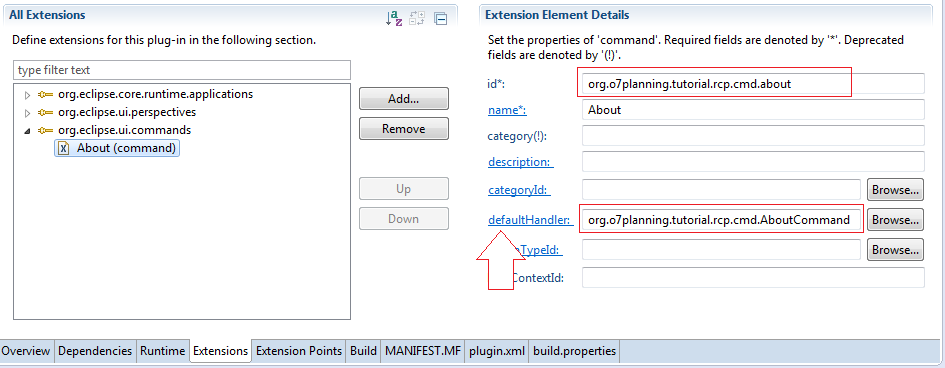 All Extensions
Define extensions for this plug-in in the following section.
type filter text
org.eclipse.core.runtime.applications
org.eclipse.ui.perspectives
org.eclipse.ui.commands
About (command)
Add...
Remove
Up
Down
Extension Element Details
Set the properties of 'command'. Required fields are denoted by '*'. Deprecated
fields are denoted by '(!)'.
id*: org.o7planning.tutorial.rcp.cmd.about
name*: About
category(!):
description:
categoryId: Browse...
defaultHandler: org.o7planning.tutorial.rcp.cmd.AboutCommand Browse...
TypeId: Browse...
ContextId:
Overview Dependencies Runtime Extensions Extension Points Build MANIFEST.MF plugin.xml build.properties